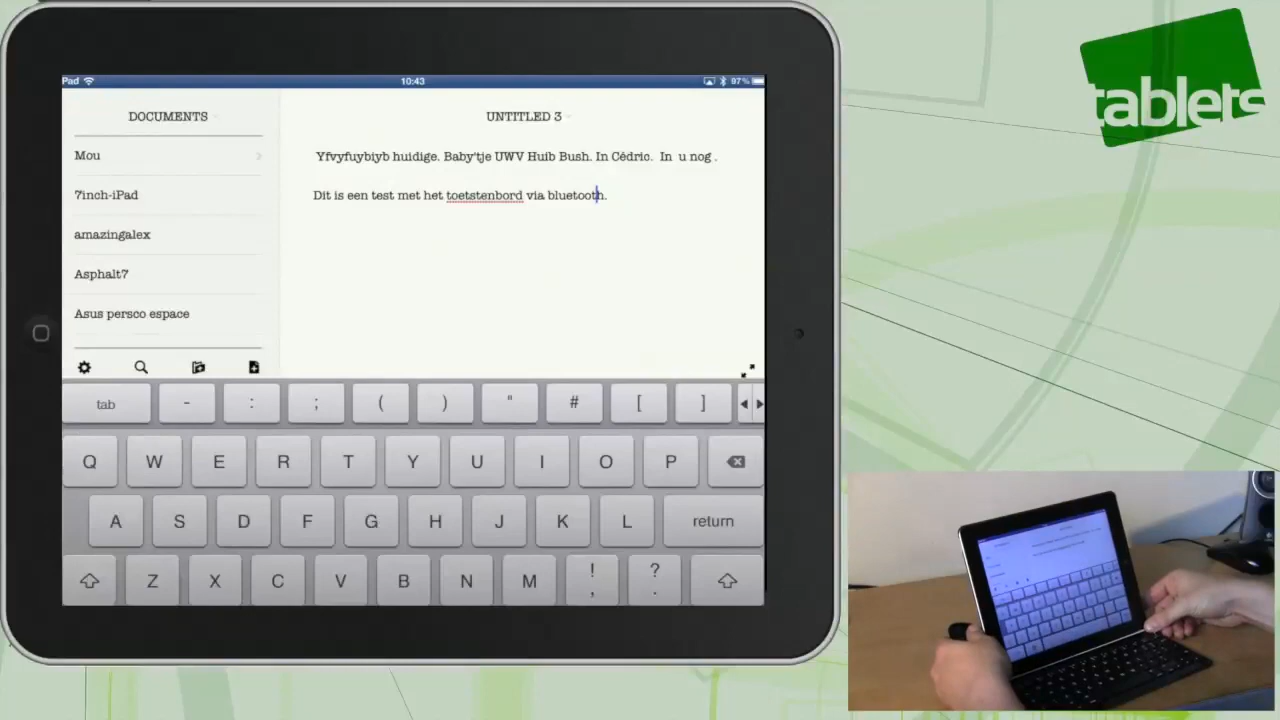 tablets
Pad 10:43 97%
DOCUMENTS
UNTITLED 3
Mou
7inch-iPad
amazingalex
Asphalt7
Asus persco espace
Yfvyfuybiyb huidige. Baby'tje UWV Huib Bush. In Cédric. In u nog .
Dit is een test met het toetstenbord via bluetooth.
tab - : ; ( ) " # [ ]
Q W E R T Y U I O P
A S D F G H J K L return
Z X C V B N M ! , ? .